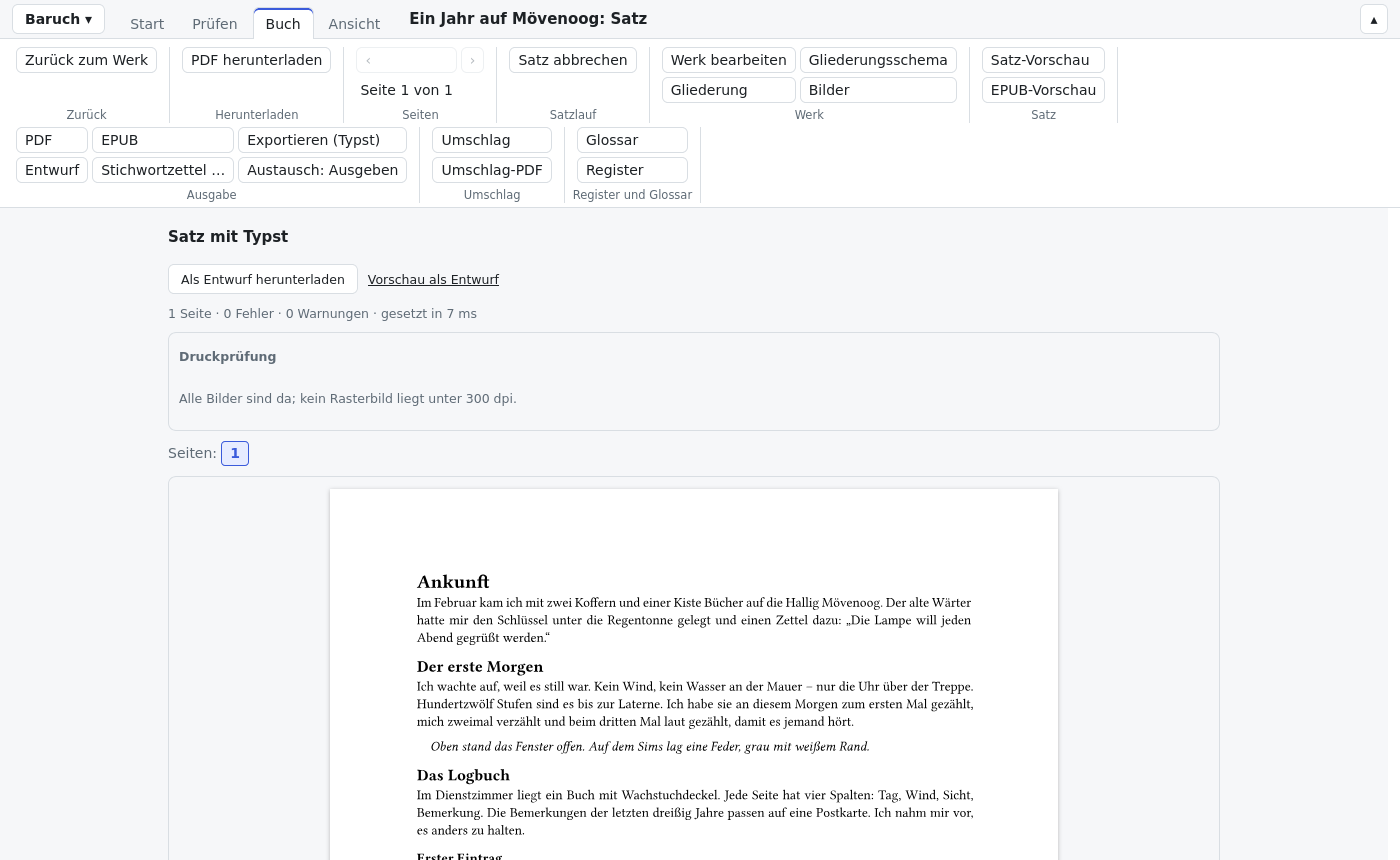 Baruch ▾
Start
Prüfen
Buch
Ansicht
Ein Jahr auf Mövenoog: Satz
▴
Zurück zum Werk
Zurück
PDF herunterladen
Herunterladen
‹
›
Seite 1 von 1
Seiten
Satz abbrechen
Satzlauf
Werk bearbeiten
Gliederungsschema
Gliederung
Bilder
Werk
Satz-Vorschau
EPUB-Vorschau
Satz
PDF
EPUB
Exportieren (Typst)
Entwurf
Stichwortzettel …
Austausch: Ausgeben
Ausgabe
Umschlag
Umschlag-PDF
Umschlag
Glossar
Register
Register und Glossar
Satz mit Typst
Als Entwurf herunterladen
Vorschau als Entwurf
1 Seite · 0 Fehler · 0 Warnungen · gesetzt in 7 ms
Druckprüfung
Alle Bilder sind da; kein Rasterbild liegt unter 300 dpi.
Seiten: 1
Ankunft
Im Februar kam ich mit zwei Koffern und einer Kiste Bücher auf die Hallig Mövenoog. Der alte Wärter
hatte mir den Schlüssel unter die Regentonne gelegt und einen Zettel dazu: „Die Lampe will jeden
Abend gegrüßt werden.“
Der erste Morgen
Ich wachte auf, weil es still war. Kein Wind, kein Wasser an der Mauer – nur die Uhr über der Treppe.
Hundertzwölf Stufen sind es bis zur Laterne. Ich habe sie an diesem Morgen zum ersten Mal gezählt,
mich zweimal verzählt und beim dritten Mal laut gezählt, damit es jemand hört.
Oben stand das Fenster offen. Auf dem Sims lag eine Feder, grau mit weißem Rand.
Das Logbuch
Im Dienstzimmer liegt ein Buch mit Wachstuchdeckel. Jede Seite hat vier Spalten: Tag, Wind, Sicht,
Bemerkung. Die Bemerkungen der letzten dreißig Jahre passen auf eine Postkarte. Ich nahm mir vor,
es anders zu halten.
Erster Eintrag